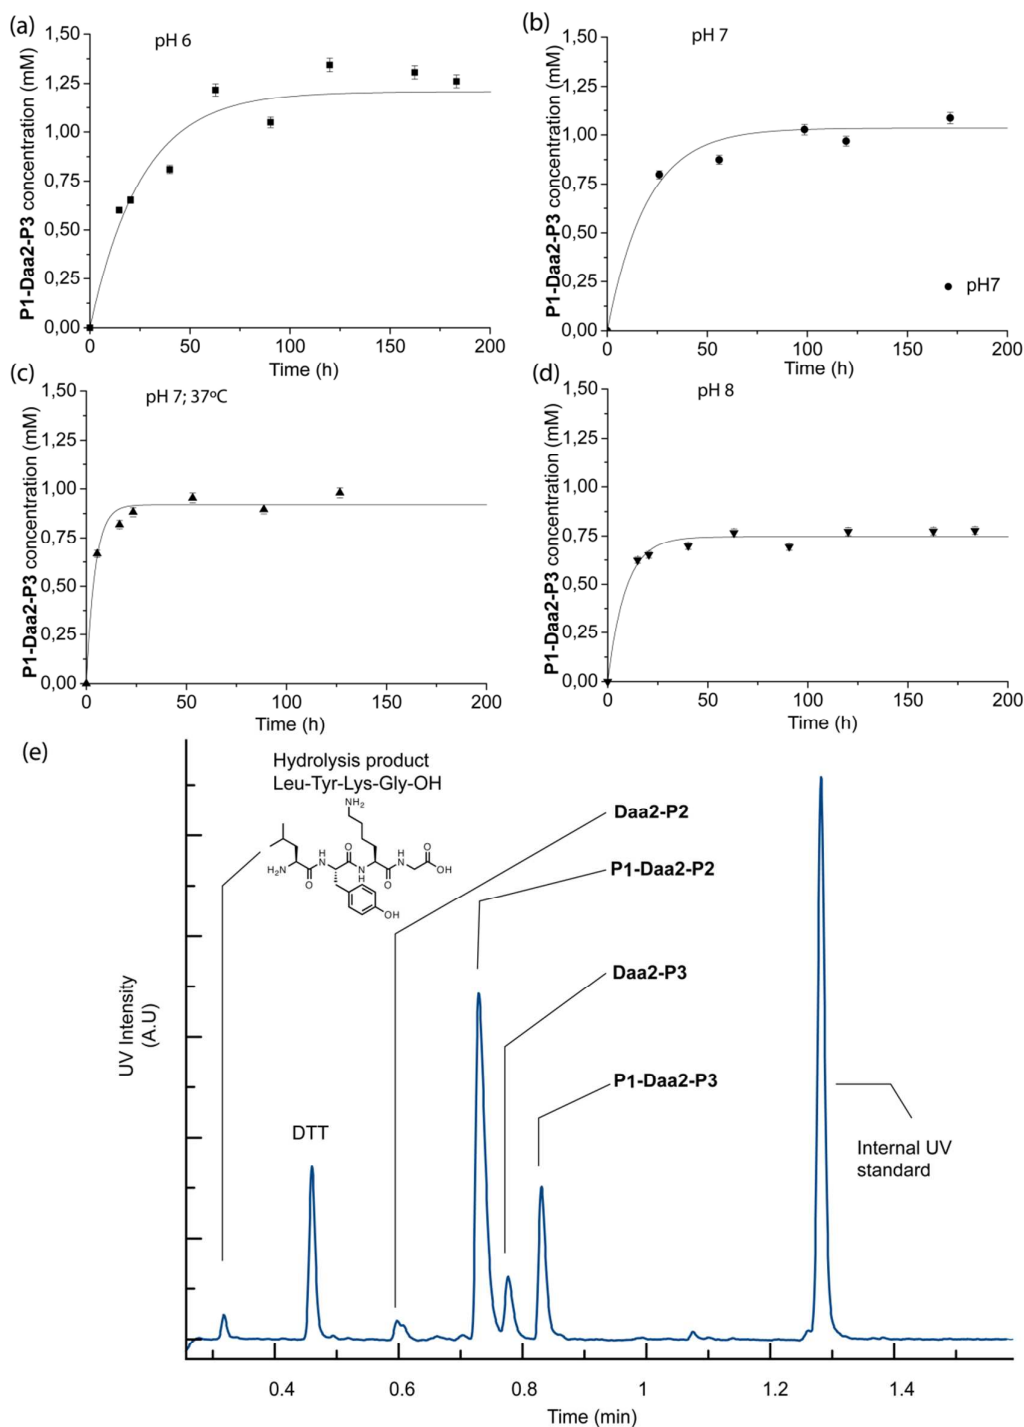 (a)
pH 6
P1-Daa2-P3 concentration (mM)
1,50
1,25
1,00
0,75
0,50
0,25
0,00
0
50
100
150
200
Time (h)
(b)
pH 7
P1-Daa2-P3 concentration (mM)
1,50
1,25
1,00
0,75
0,50
0,25
0,00
pH7
0
50
100
150
200
Time (h)
(c)
pH 7; 37ºC
P1-Daa2-P3 concentration (mM)
1,50
1,25
1,00
0,75
0,50
0,25
0,00
0
50
100
150
200
Time (h)
(d)
pH 8
P1-Daa2-P3 concentration (mM)
1,50
1,25
1,00
0,75
0,50
0,25
0,00
0
50
100
150
200
Time (h)
(e)
Hydrolysis product
Leu-Tyr-Lys-Gly-OH
NH2
H
N
O
H
N
O
H2N
O
N
H
O
OH
OH
Daa2-P2
P1-Daa2-P2
Daa2-P3
P1-Daa2-P3
UV Intensity
(A.U)
DTT
Internal UV
standard
0.4
0.6
0.8
1
1.2
1.4
Time (min)